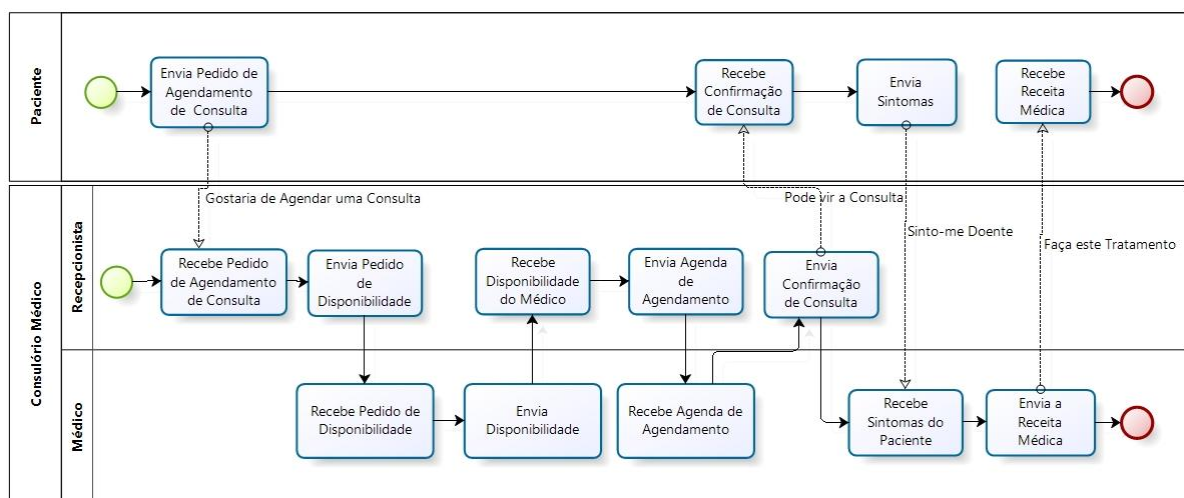 Paciente
Envia Pedido de
Agendamento
de Consulta
Recebe
Confirmação
de Consulta
Envia
Sintomas
Recebe
Receita
Médica
Gostaria de Agendar uma Consulta
Pode vir a Consulta
Sinto-me Doente
Faça este Tratamento
Consulório Médico
Recepcionista
Recebe Pedido
de Agendamento
de Consulta
Envia Pedido
de
Disponibilidade
Recebe
Disponibilidade
do Médico
Envia Agenda
de
Agendamento
Envia
Confirmação
de Consulta
Médico
Recebe Pedido de
Disponibilidade
Envia
Disponibilidade
Recebe Agenda de
Agendamento
Recebe
Sintomas do
Paciente
Envia a
Receita
Médica